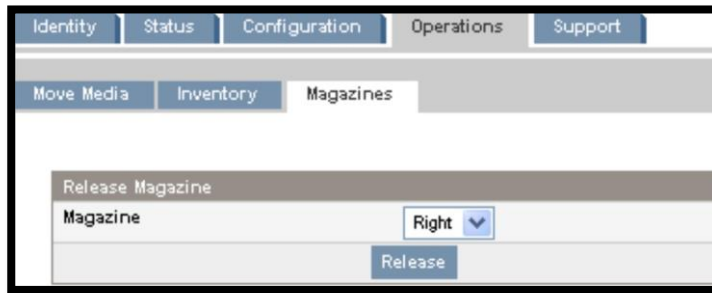 Identity Status Configuration Operations Support
Move Media Inventory Magazines
Release Magazine
Magazine Right
Release